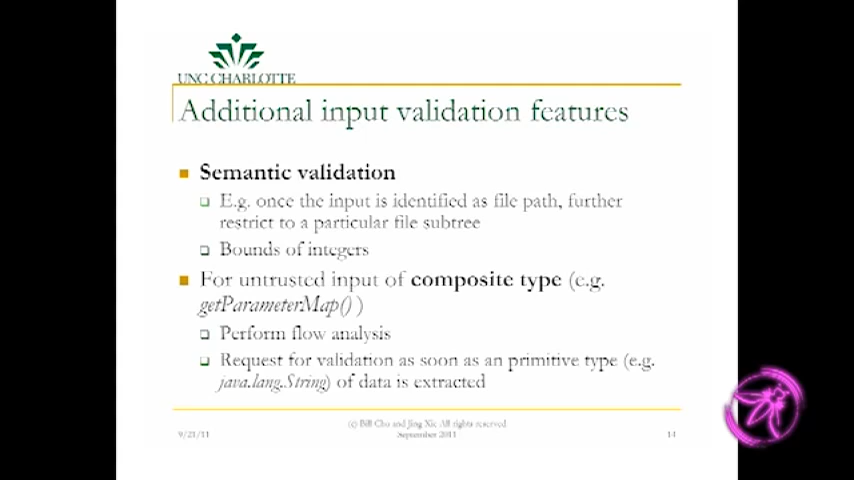 UNC CHARLOTTE
Additional input validation features
Semantic validation
E.g. once the input is identified as file path, further
restrict to a particular file subtree
Bounds of integers
For untrusted input of composite type (e.g.
getParameterMap() )
Perform flow analysis
Request for validation as soon as an primitive type (e.g.
java.lang.String) of data is extracted
9/21/11
(c) Bill Chu and Jing Xie All rights reserved
September 2011
14